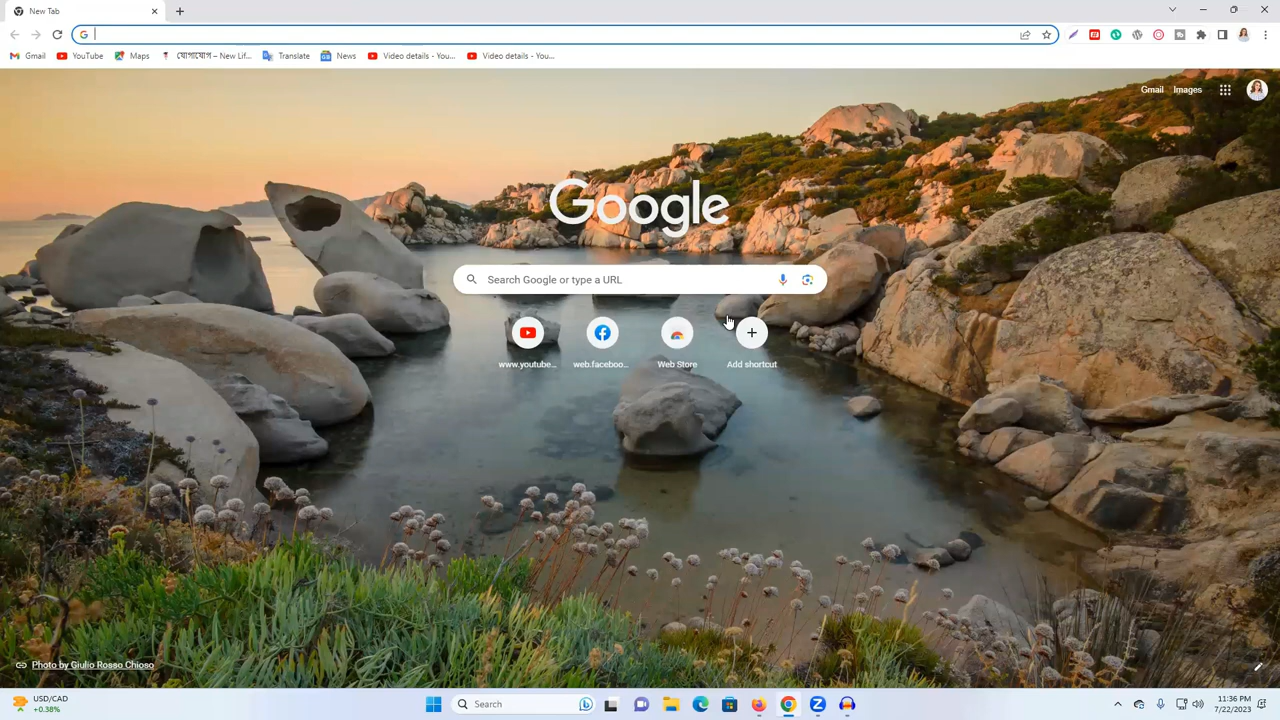 New Tab
Gmail YouTube Maps যোগাযোগ – New Lif... Translate News Video details - You... Video details - You...
Gmail Images
Google
Search Google or type a URL
www.youtube... web.faceboo... Web Store Add shortcut
Photo by Giulio Rosso Chioso
USD/CAD
+0.38%
Search
11:36 PM
7/22/2023